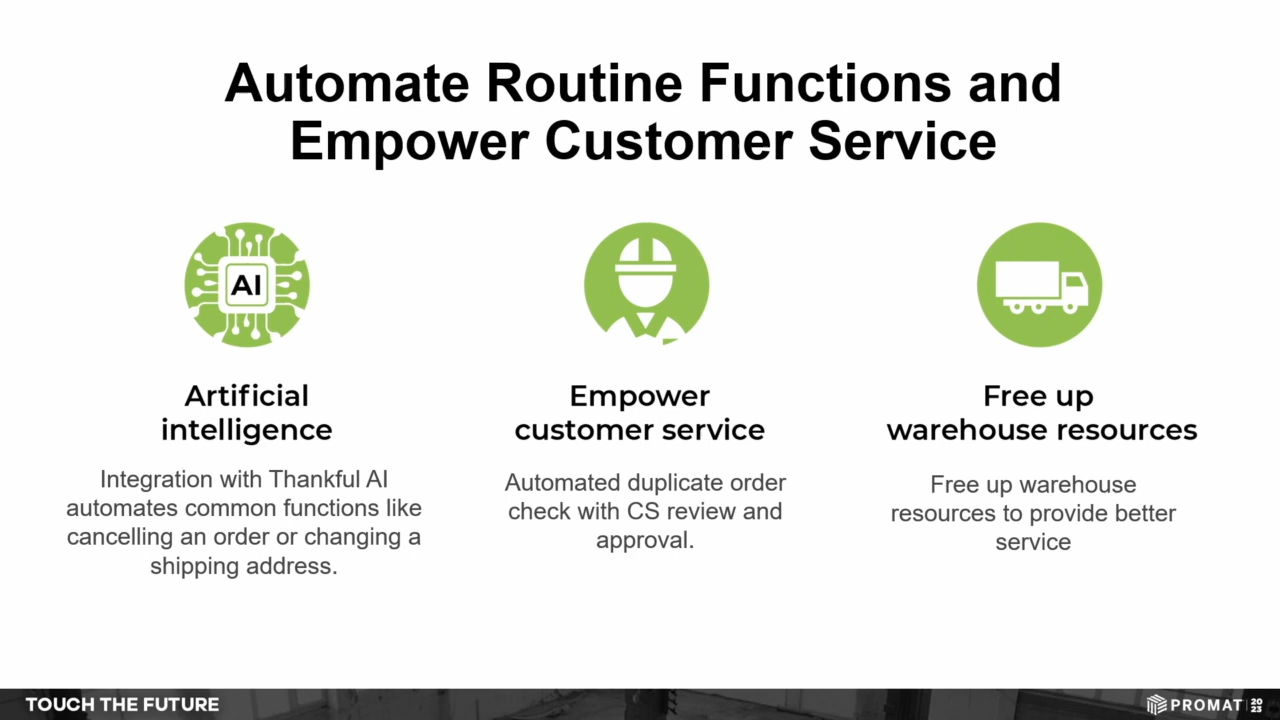 Automate Routine Functions and
Empower Customer Service
AI
Artificial
intelligence
Integration with Thankful AI
automates common functions like
cancelling an order or changing a
shipping address.
Empower
customer service
Automated duplicate order
check with CS review and
approval.
Free up
warehouse resources
Free up warehouse
resources to provide better
service
TOUCH THE FUTURE
PROMAT 2023